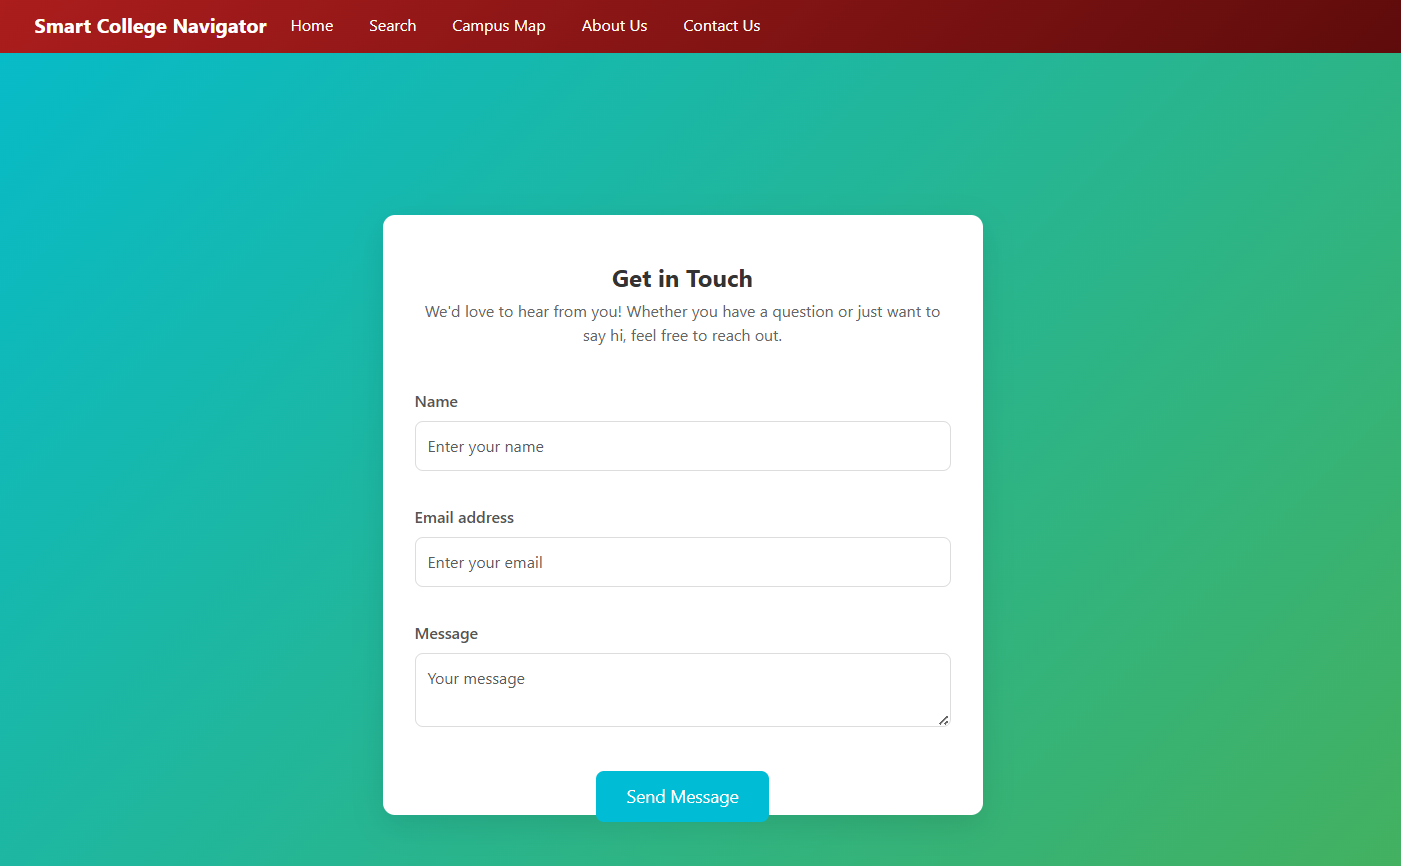 Smart College Navigator Home Search Campus Map About Us Contact Us
Get in Touch
We'd love to hear from you! Whether you have a question or just want to
say hi, feel free to reach out.
Name
Enter your name
Email address
Enter your email
Message
Your message
Send Message